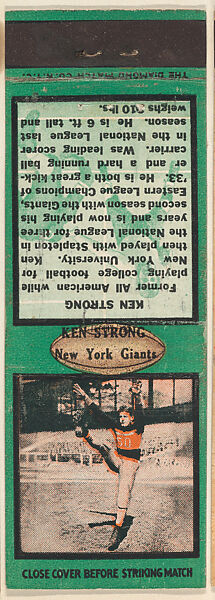 THE DIAMOND MATCH CO. N.Y.C.
KEN STRONG
Former All American while
playing college football for
New York University. Ken
then played with Stapleton in
the National League for three
years and is now playing his
second season with the Giants,
Eastern League Champions of
'33. He is both a great kick-
er and a hard running ball
carrier. Was leading scorer
in the National League last
season. He is 6 ft. tall and
weighs 210 lbs.
KEN STRONG
New York Giants
50
CLOSE COVER BEFORE STRIKING MATCH